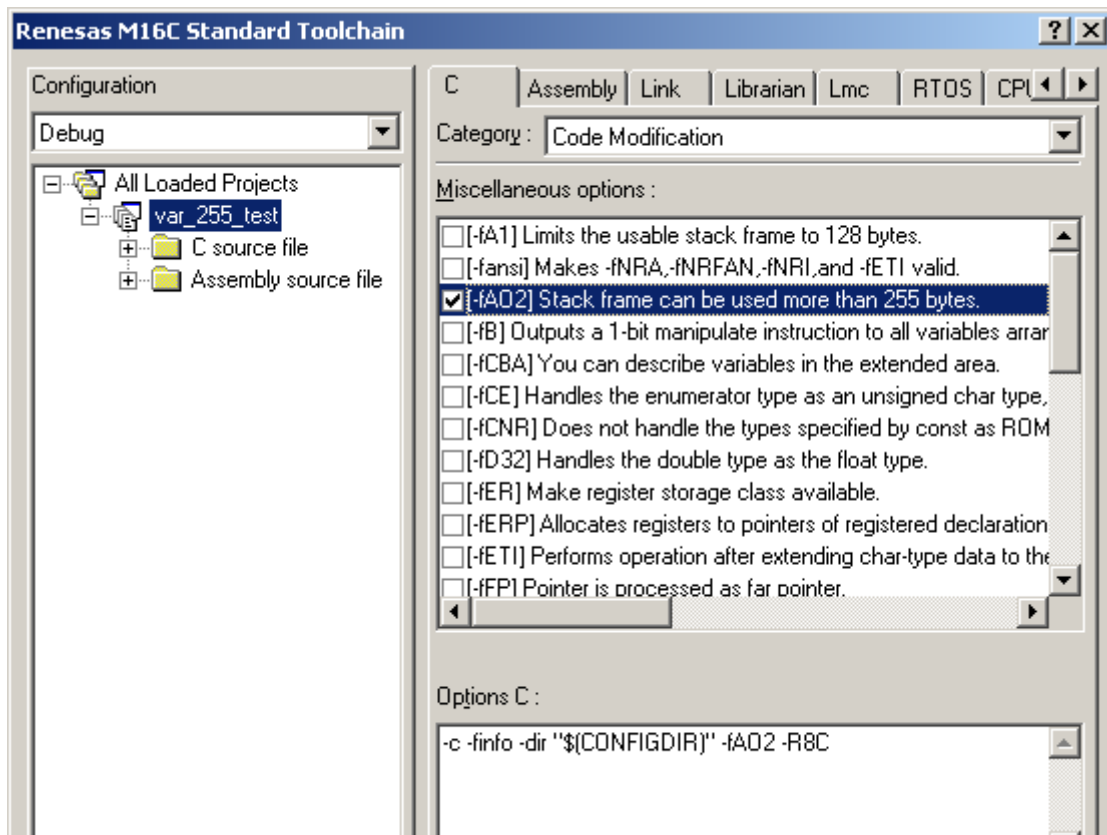 Renesas M16C Standard Toolchain
Configuration
Debug
All Loaded Projects
var_255_test
C source file
Assembly source file
C Assembly Link Librarian Lmc RTOS
Category : Code Modification
Miscellaneous options :
[-fA1] Limits the usable stack frame to 128 bytes.
[-fansi] Makes -fNRA,-fNRFAN,-fNRI,and -fETI valid.
[-fAO2] Stack frame can be used more than 255 bytes.
[-fB] Outputs a 1-bit manipulate instruction to all variables
[-fCBA] You can describe variables in the extended area.
[-fCE] Handles the enumerator type as an unsigned char type,
[-fCNR] Does not handle the types specified by const as ROM
[-fD32] Handles the double type as the float type.
[-fER] Make register storage class available.
[-fERP] Allocates registers to pointers of registered declaration
[-fETI] Performs operation after extending char-type data to the
[-fFP] Pointer is processed as far pointer.
Options C :
-c -finfo -dir "$(CONFIGDIR)" -fAO2 -R8C